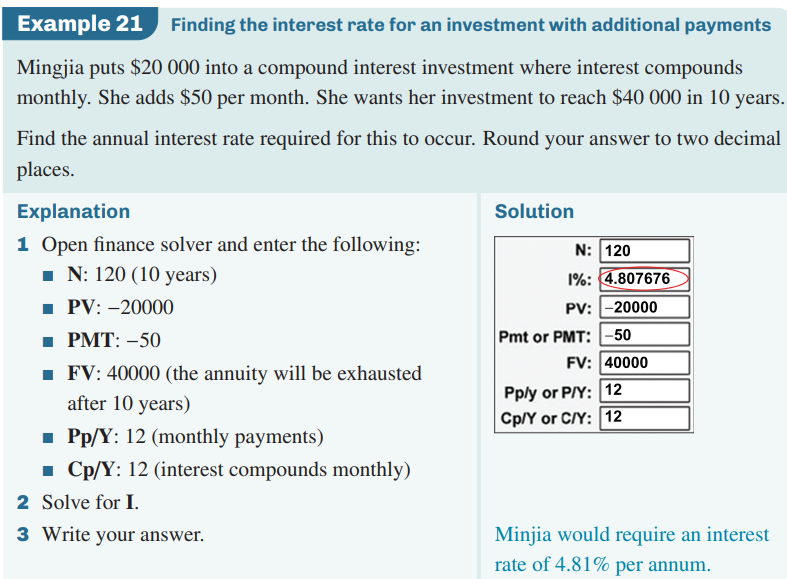 Example 21 Finding the interest rate for an investment with additional payments
Mingjia puts $20 000 into a compound interest investment where interest compounds
monthly. She adds $50 per month. She wants her investment to reach $40 000 in 10 years.
Find the annual interest rate required for this to occur. Round your answer to two decimal
places.
Explanation
1 Open finance solver and enter the following:
■ N: 120 (10 years)
■ PV: −20000
■ PMT: −50
■ FV: 40000 (the annuity will be exhausted
after 10 years)
■ Pp/Y: 12 (monthly payments)
■ Cp/Y: 12 (interest compounds monthly)
2 Solve for I.
3 Write your answer.
Solution
N: 120
I%: 4.807676
PV: −20000
Pmt or PMT: −50
FV: 40000
Pp/y or P/Y: 12
Cp/Y or C/Y: 12
Minjia would require an interest
rate of 4.81% per annum.